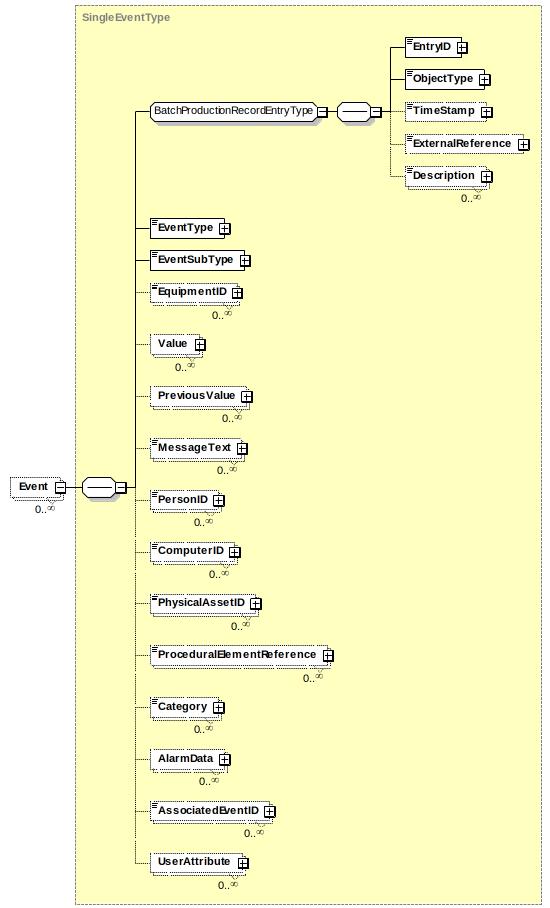 SingleEventType
EntryID
ObjectType
BatchProductionRecordEntryType
TimeStamp
ExternalReference
Description
0..∞
EventType
EventSubType
EquipmentID
0..∞
Value
0..∞
PreviousValue
0..∞
MessageText
0..∞
Event
0..∞
PersonID
0..∞
ComputerID
0..∞
PhysicalAssetID
0..∞
ProceduralElementReference
0..∞
Category
0..∞
AlarmData
0..∞
AssociatedEventID
0..∞
UserAttribute
0..∞